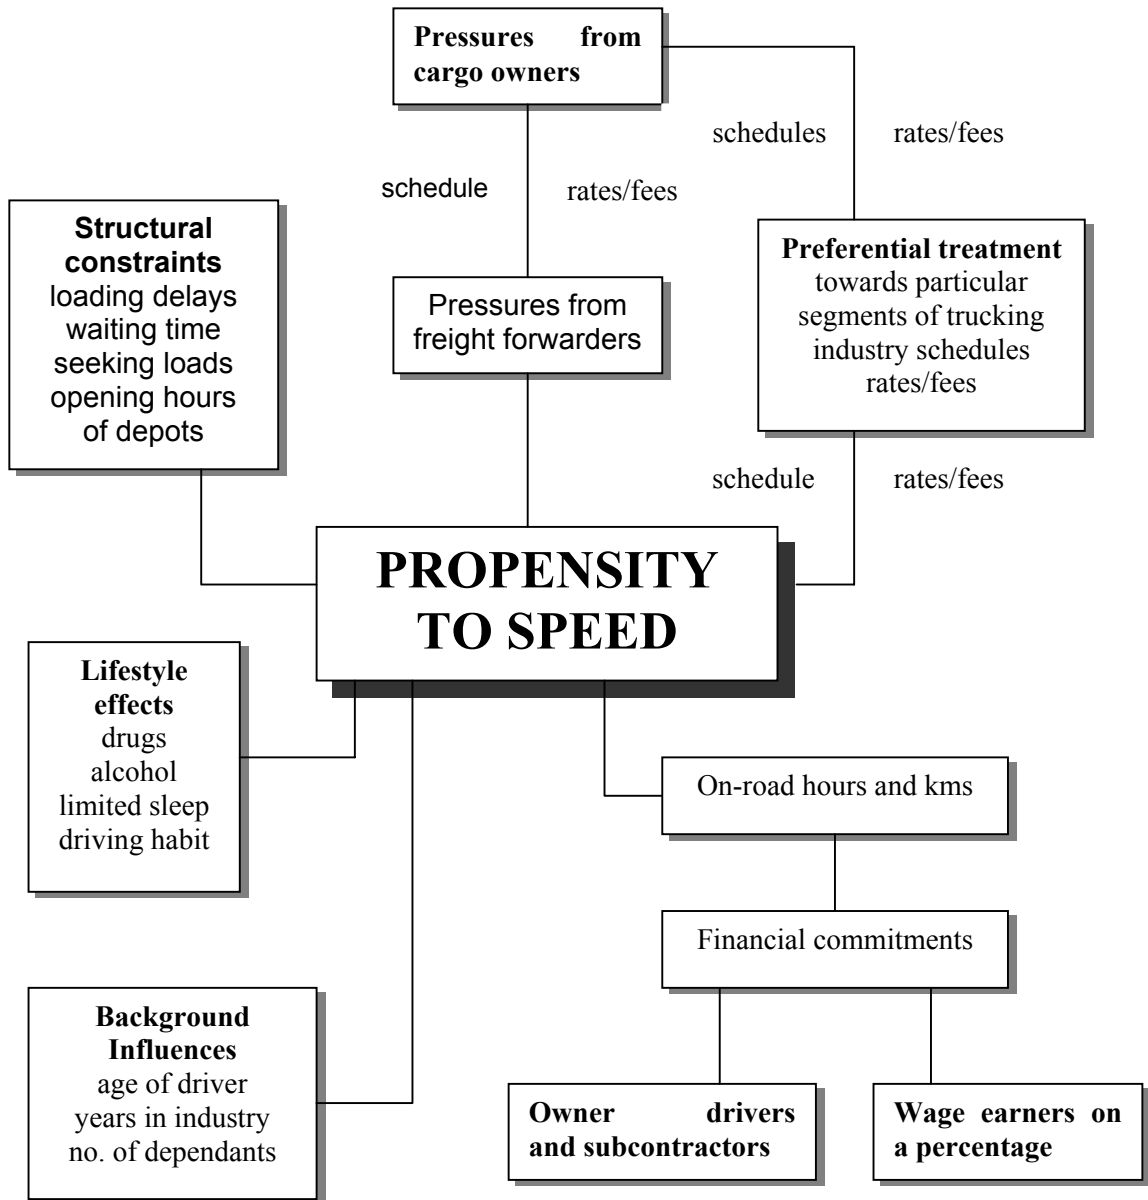 Pressures from
cargo owners
schedules
rates/fees
schedule
rates/fees
Structural
constraints
loading delays
waiting time
seeking loads
opening hours
of depots
Pressures from
freight forwarders
Preferential treatment
towards particular
segments of trucking
industry schedules
rates/fees
schedule
rates/fees
PROPENSITY
TO SPEED
Lifestyle
effects
drugs
alcohol
limited sleep
driving habit
On-road hours and kms
Financial commitments
Background
Influences
age of driver
years in industry
no. of dependants
Owner drivers
and subcontractors
Wage earners on
a percentage